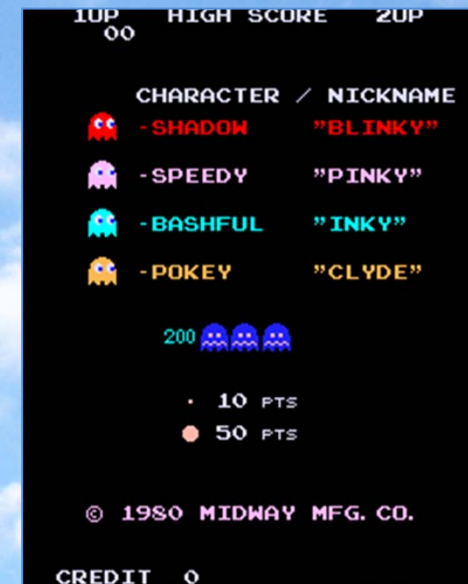 1UP HIGH SCORE 2UP
00
CHARACTER / NICKNAME
-SHADOW "BLINKY"
-SPEEDY "PINKY"
-BASHFUL "INKY"
-POKEY "CLYDE"
200
10 PTS
50 PTS
© 1980 MIDWAY MFG. CO.
CREDIT 0